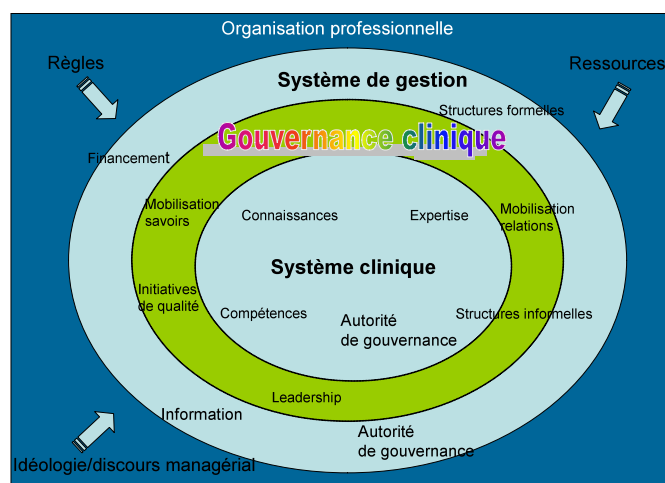 Organisation professionnelle
Règles
Ressources
Système de gestion
Structures formelles
Gouvernance clinique
Financement
Mobilisation
savoirs
Connaissances
Expertise
Mobilisation
relations
Système clinique
Initiatives
de qualité
Compétences
Autorité
de gouvernance
Structures informelles
Leadership
Information
Autorité
de gouvernance
Idéologie/discours managérial